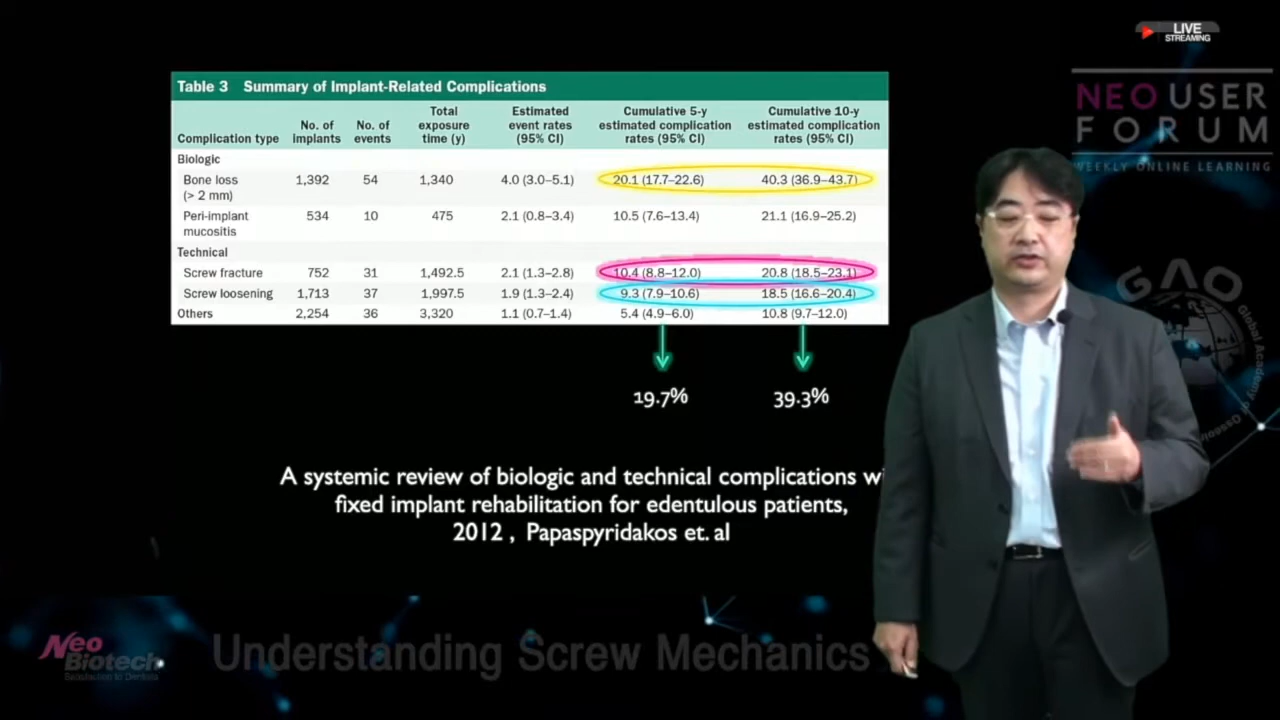 LIVE
STREAMING
NEO USER
FORUM
WEEKLY ONLINE LEARNING
Table 3 Summary of Implant-Related Complications
Complication type No. of implants No. of events Total exposure time (y) Estimated event rates (95% CI) Cumulative 5-y estimated complication rates (95% CI) Cumulative 10-y estimated complication rates (95% CI)
Biologic
Bone loss (> 2 mm) 1,392 54 1,340 4.0 (3.0–5.1) 20.1 (17.7–22.6) 40.3 (36.9–43.7)
Peri-implant mucositis 534 10 475 2.1 (0.8–3.4) 10.5 (7.6–13.4) 21.1 (16.9–25.2)
Technical
Screw fracture 752 31 1,492.5 2.1 (1.3–2.8) 10.4 (8.8–12.0) 20.8 (18.5–23.1)
Screw loosening 1,713 37 1,997.5 1.9 (1.3–2.4) 9.3 (7.9–10.6) 18.5 (16.6–20.4)
Others 2,254 36 3,320 1.1 (0.7–1.4) 5.4 (4.9–6.0) 10.8 (9.7–12.0)
19.7% 39.3%
A systemic review of biologic and technical complications wi
fixed implant rehabilitation for edentulous patients,
2012 , Papaspyridakos et. al
GAO
Global Academy of Osseoin
Neo
Biotech
Understanding Screw Mechanics